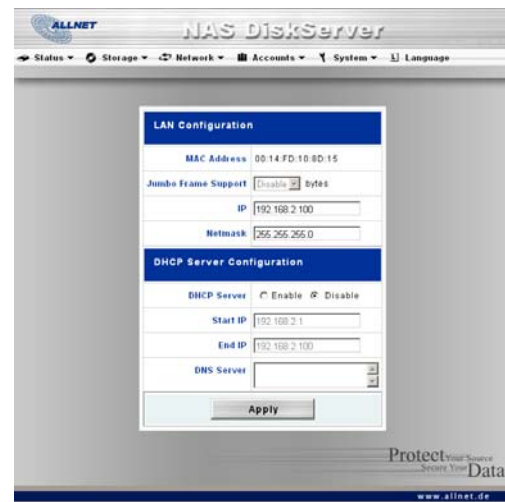 ALLNET
NAS DiskServer
Status Storage Network Accounts System Language
LAN Configuration
MAC Address 00:14:FD:10:8D:15
Jumbo Frame Support Disable bytes
IP 192.168.2.100
Netmask 255.255.255.0
DHCP Server Configuration
DHCP Server Enable Disable
Start IP 192.168.2.1
End IP 192.168.2.100
DNS Server
Apply
Protect Your Source
Secure Your Data
www.allnet.de